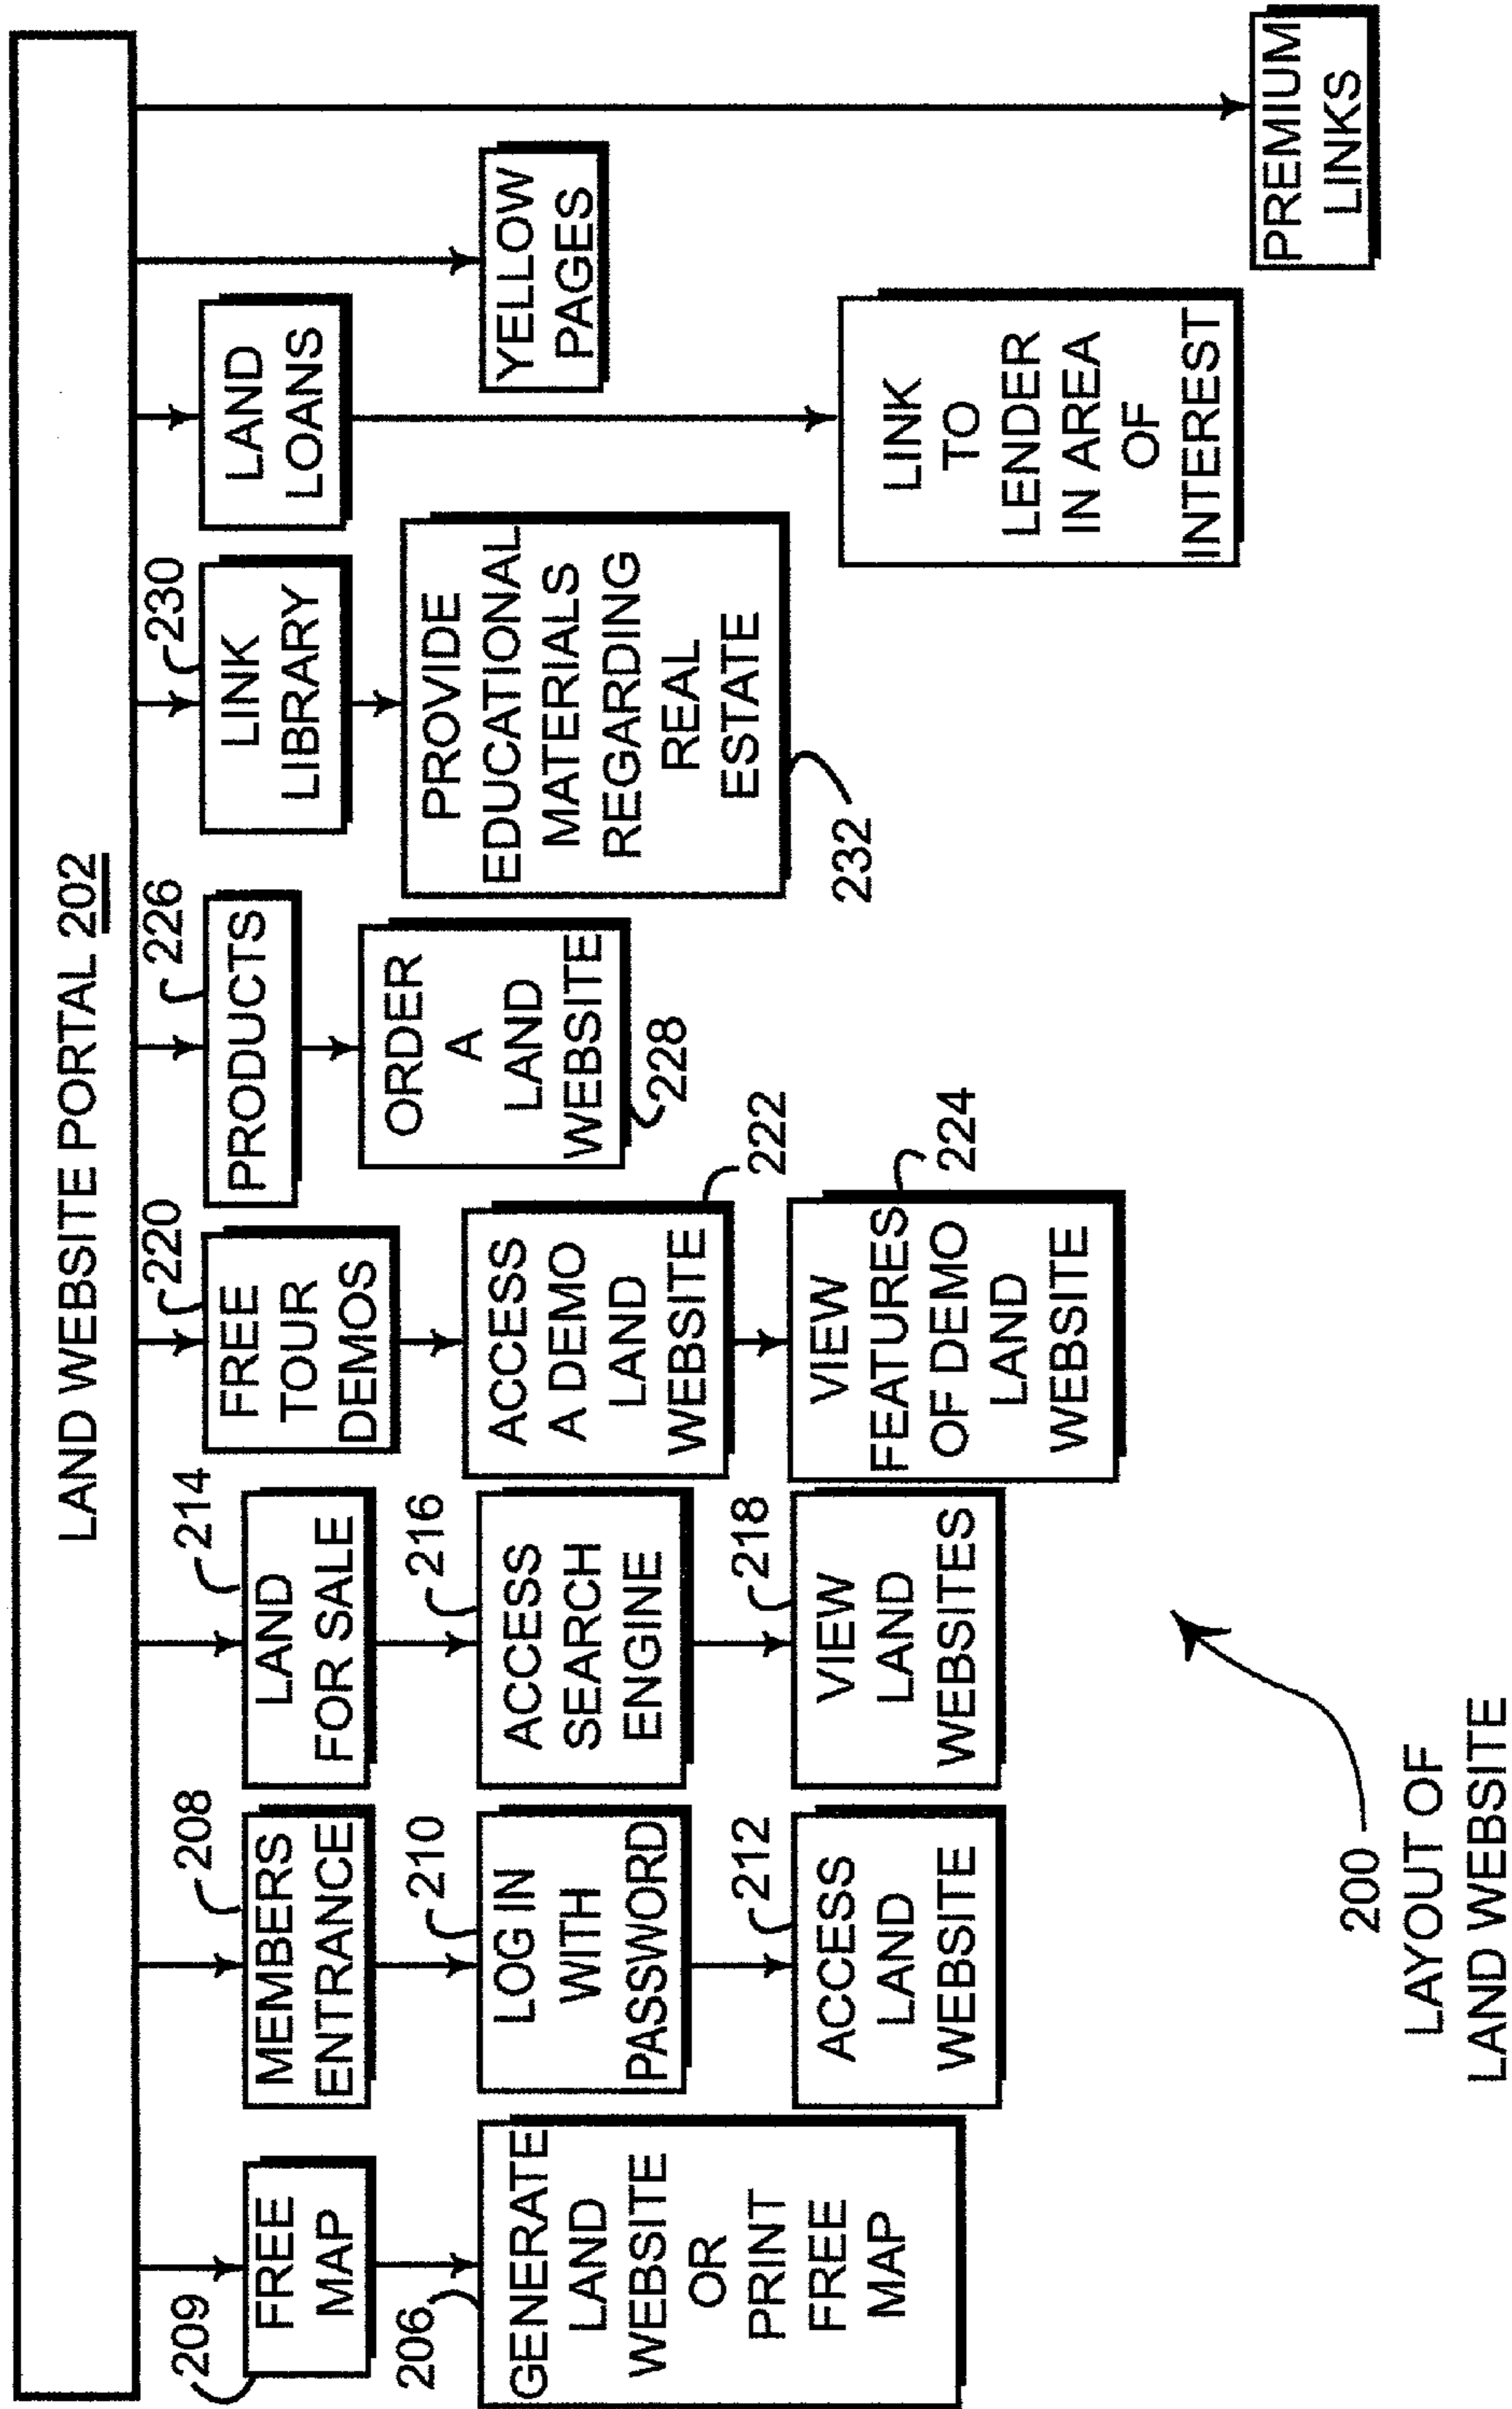 LAND WEBSITE PORTAL 202
209
FREE
MAP
206
GENERATE
LAND
WEBSITE
OR
PRINT
FREE
MAP
208
MEMBERS
ENTRANCE
210
LOG IN
WITH
PASSWORD
212
ACCESS
LAND
WEBSITE
214
LAND
FOR SALE
216
ACCESS
SEARCH
ENGINE
218
VIEW
LAND
WEBSITES
220
FREE
TOUR
DEMOS
ACCESS
A DEMO
LAND
WEBSITE
222
VIEW
FEATURES
OF DEMO
LAND
WEBSITE
224
226
PRODUCTS
ORDER
A
LAND
WEBSITE
228
230
LINK
LIBRARY
PROVIDE
EDUCATIONAL
MATERIALS
REGARDING
REAL
ESTATE
232
LAND
LOANS
LINK
TO
LENDER
IN AREA
OF
INTEREST
YELLOW
PAGES
PREMIUM
LINKS
200
LAYOUT OF
LAND WEBSITE